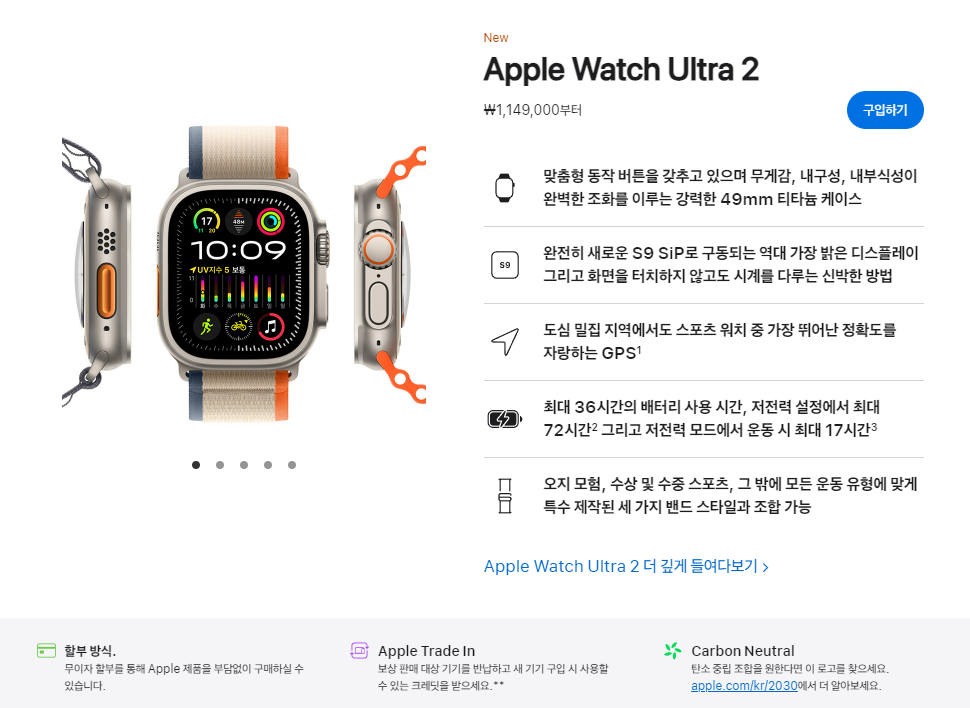 New
Apple Watch Ultra 2
₩1,149,000부터
구입하기
맞춤형 동작 버튼을 갖추고 있으며 무게감, 내구성, 내부식성이
완벽한 조화를 이루는 강력한 49mm 티타늄 케이스
S9
완전히 새로운 S9 SiP로 구동되는 역대 가장 밝은 디스플레이
그리고 화면을 터치하지 않고도 시계를 다루는 신박한 방법
도심 밀집 지역에서도 스포츠 워치 중 가장 뛰어난 정확도를
자랑하는 GPS¹
최대 36시간의 배터리 사용 시간, 저전력 설정에서 최대
72시간² 그리고 저전력 모드에서 운동 시 최대 17시간³
오지 모험, 수상 및 수중 스포츠, 그 밖에 모든 운동 유형에 맞게
특수 제작된 세 가지 밴드 스타일과 조합 가능
Apple Watch Ultra 2 더 깊게 들여다보기 >
17
48M
10:09
UV지수 5 보통
11
0
할부 방식.
무이자 할부를 통해 Apple 제품을 부담없이 구매하실 수
있습니다.
Apple Trade In
보상 판매 대상 기기를 반납하고 새 기기 구입 시 사용할
수 있는 크레딧을 받으세요.**
Carbon Neutral
탄소 중립 조합을 원한다면 이 로고를 찾으세요.
apple.com/kr/2030에서 더 알아보세요.